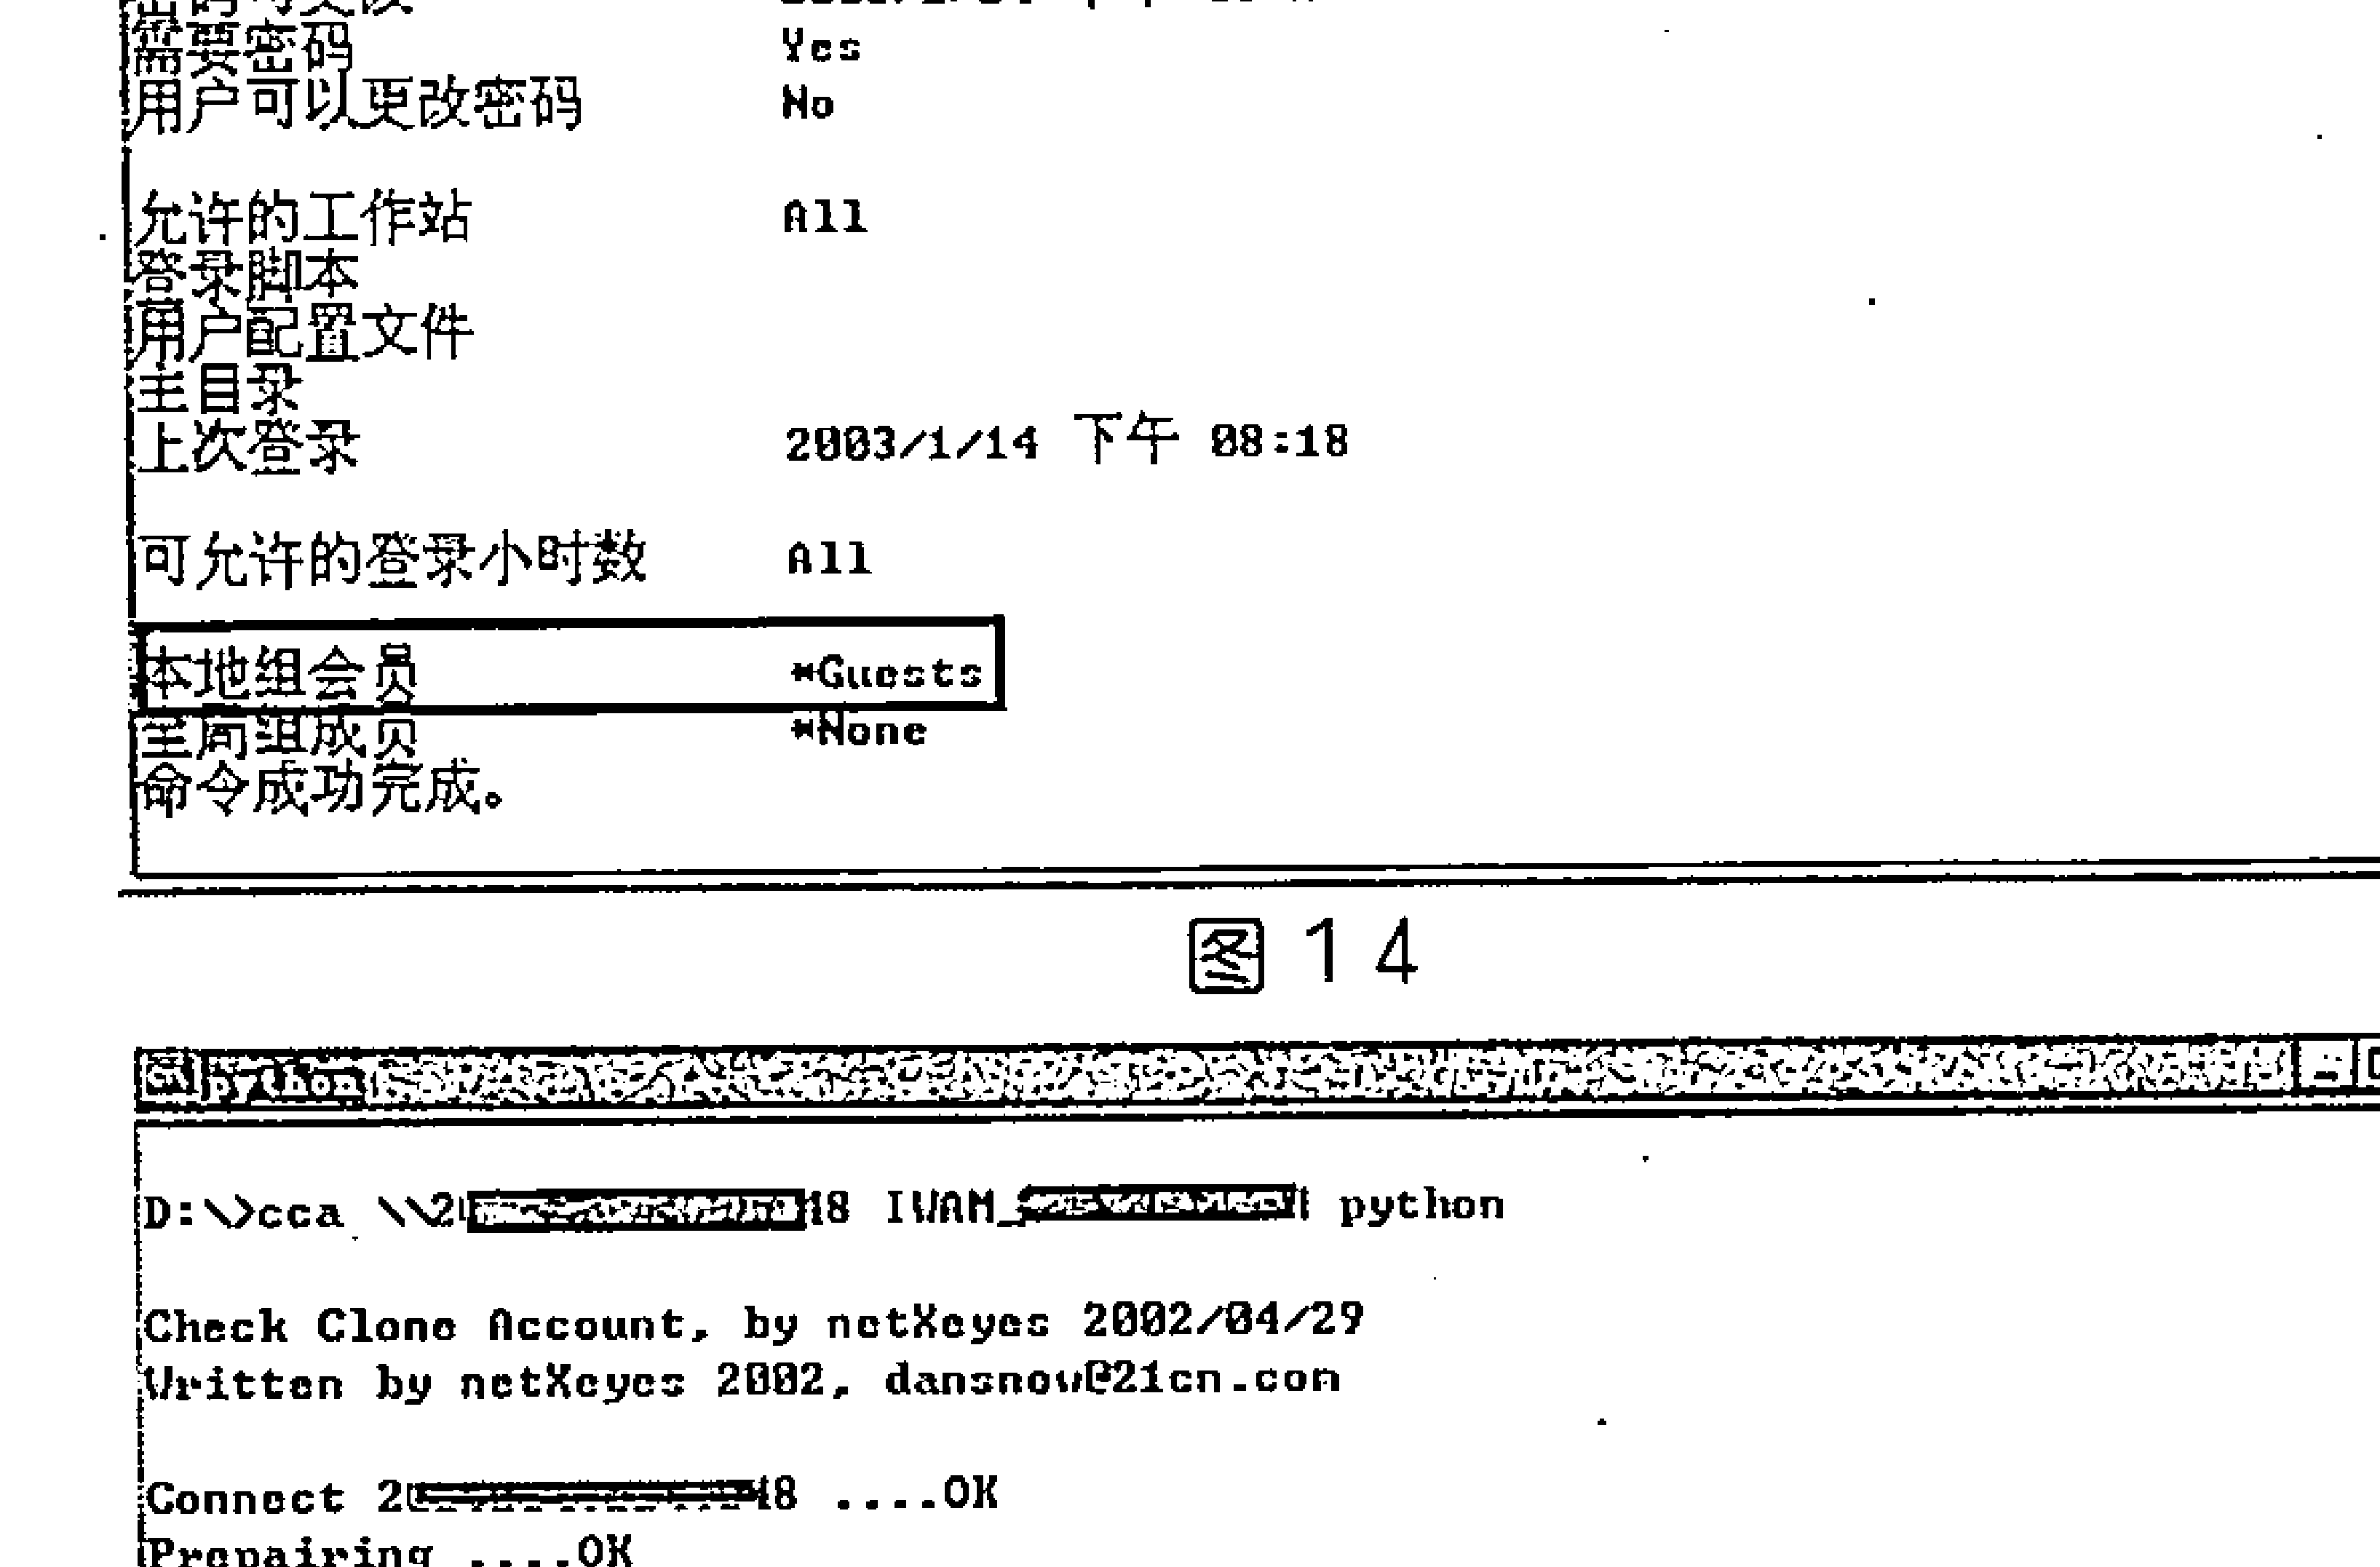 需要密码 Yes
用户可以更改密码 No
允许的工作站 All
登录脚本
用户配置文件
主目录
上次登录 2003/1/14 下午 08:18
可允许的登录小时数 All
本地组会员 *Guests
全局组成员 *None
命令成功完成。
图14
python
D:\>cca \\2 48 IWAM_ python
Check Clone Account, by netXeyes 2002/04/29
Written by netXeyes 2002, dansnow@21cn.com
Connect 2 48 ....OK
Prepairing ....OK